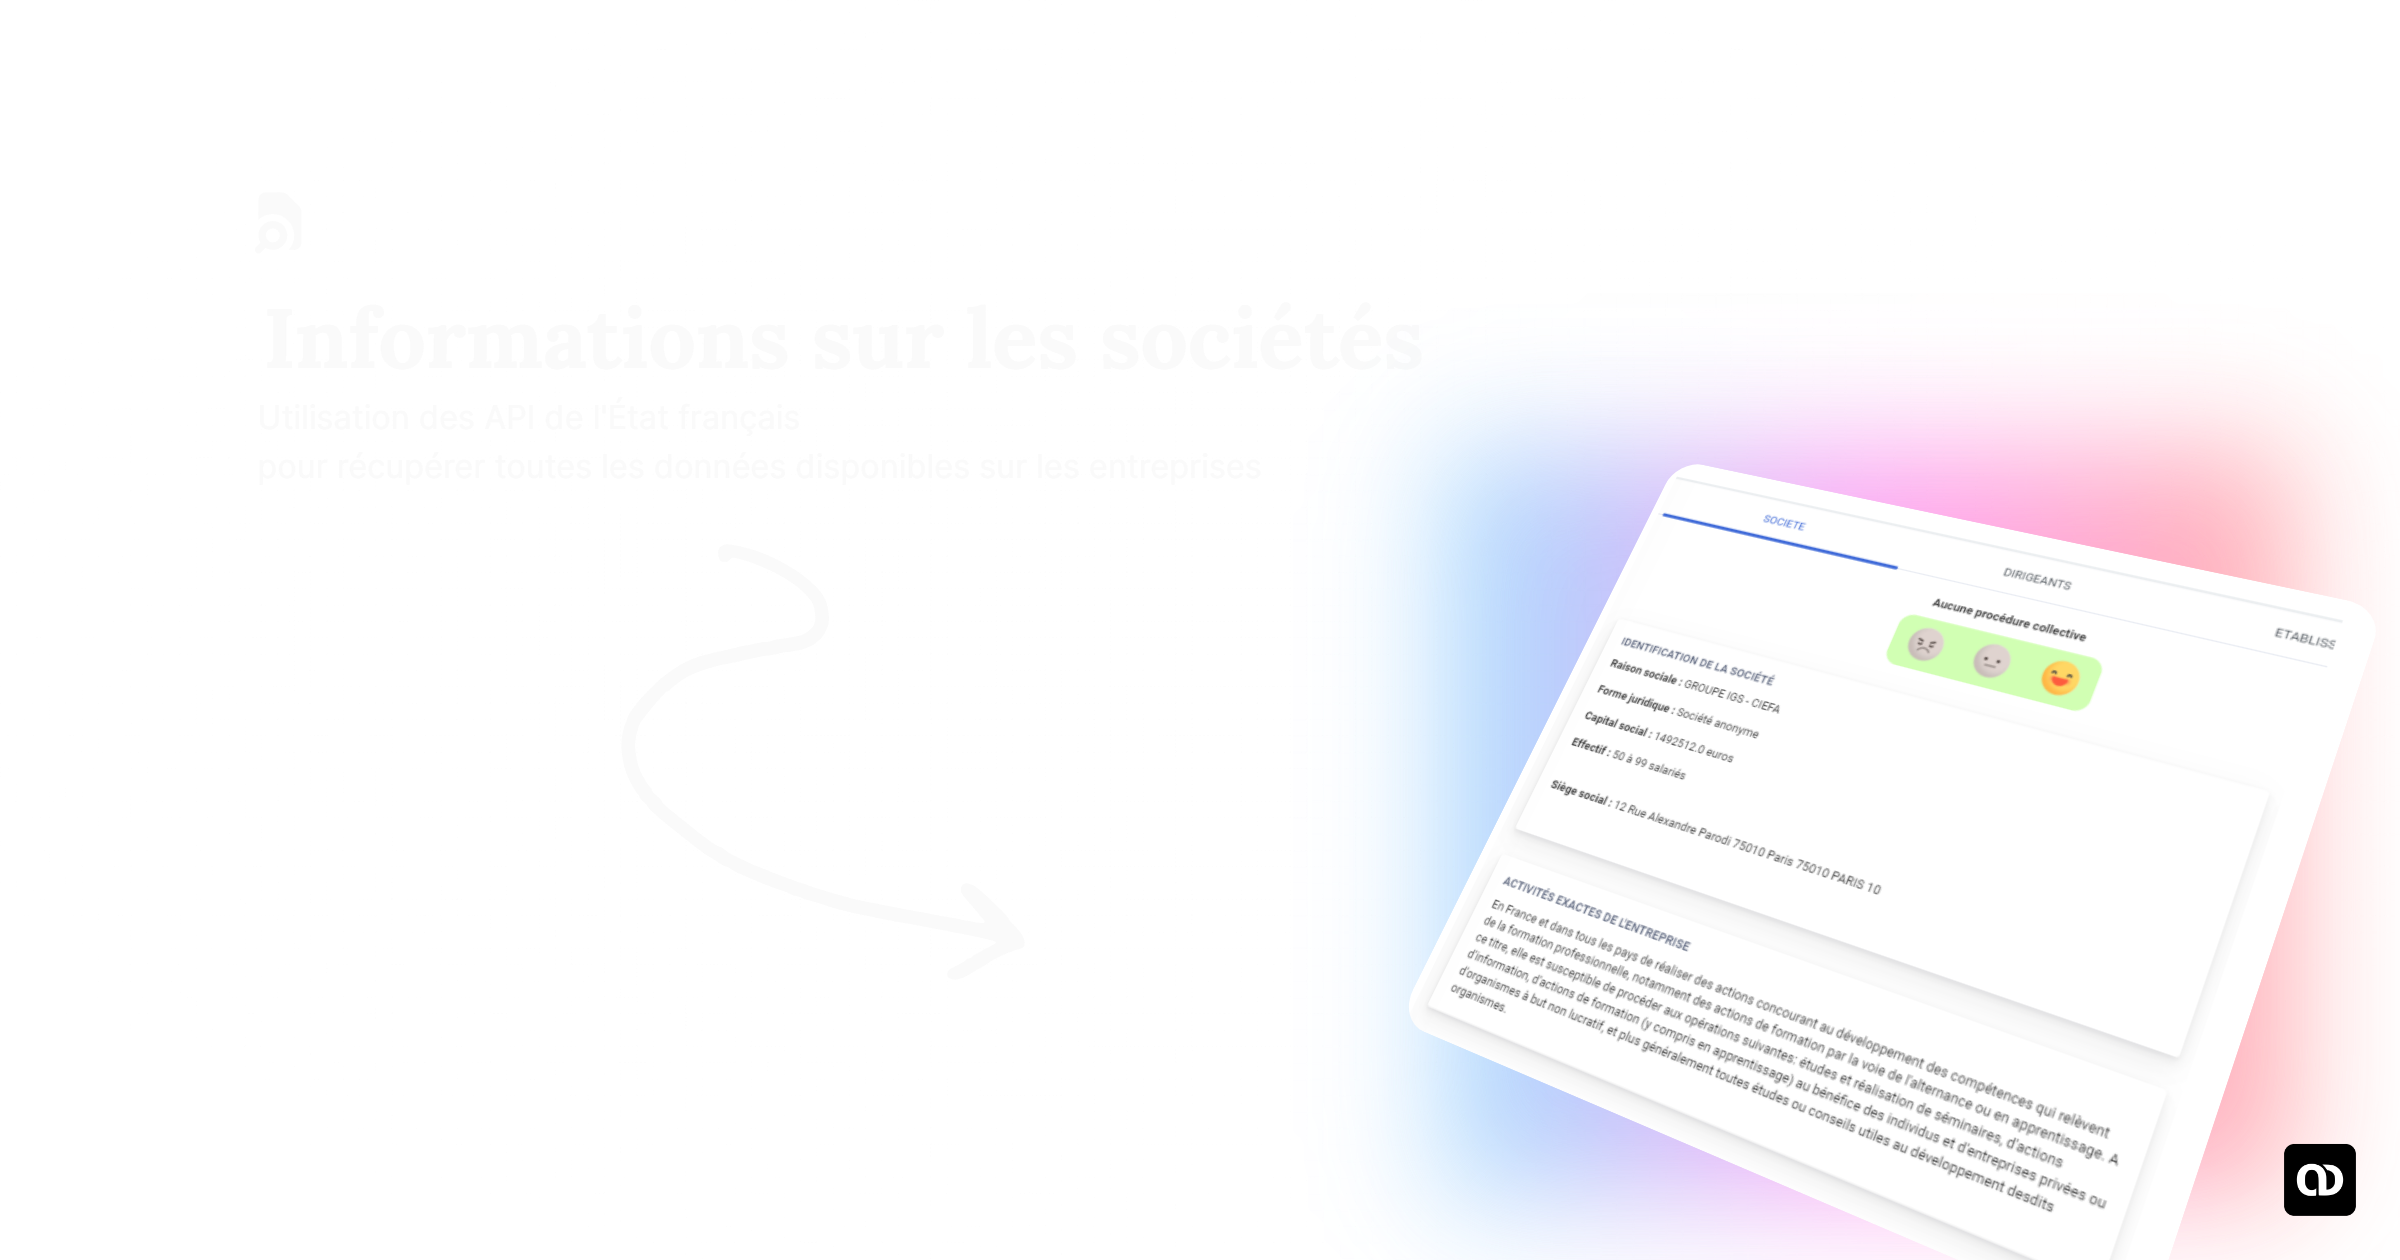 Informations sur les sociétés
Utilisation des API de l'État français
pour récupérer toutes les données disponibles sur les entreprises
SOCIETE
DIRIGEANTS
ETABLISS
Aucune procédure collective
IDENTIFICATION DE LA SOCIÉTÉ
Raison sociale : GROUPE IGS - CIEFA
Forme juridique : Société anonyme
Capital social : 1492512.0 euros
Effectif : 50 à 99 salariés
Siège social : 12 Rue Alexandre Parodi 75010 Paris 75010 PARIS 10
ACTIVITÉS EXACTES DE L'ENTREPRISE
En France et dans tous les pays de réaliser des actions concourant au développement des compétences qui relèvent
de la formation professionnelle, notamment des actions de formation par la voie de l'alternance ou en apprentissage. A
ce titre, elle est susceptible de procéder aux opérations suivantes: études et réalisation de séminaires, d'actions
d'information, d'actions de formation (y compris en apprentissage) au bénéfice des individus et d'entreprises privées ou
d'organismes à but non lucratif, et plus généralement toutes études ou conseils utiles au développement desdits
organismes.